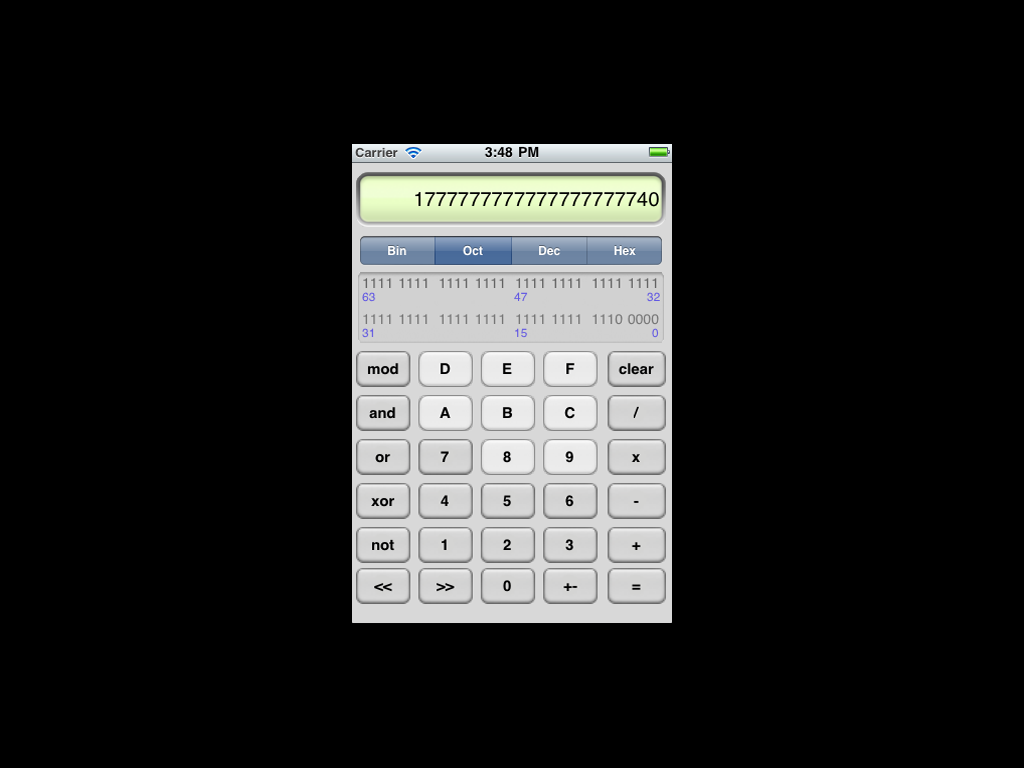 Carrier 3:48 PM
1777777777777777777740
Bin Oct Dec Hex
1111 1111 1111 1111 1111 1111 1111 1111
63 47 32
1111 1111 1111 1111 1111 1111 1110 0000
31 15 0
mod D E F clear
and A B C /
or 7 8 9 x
xor 4 5 6 -
not 1 2 3 +
<< >> 0 +- =